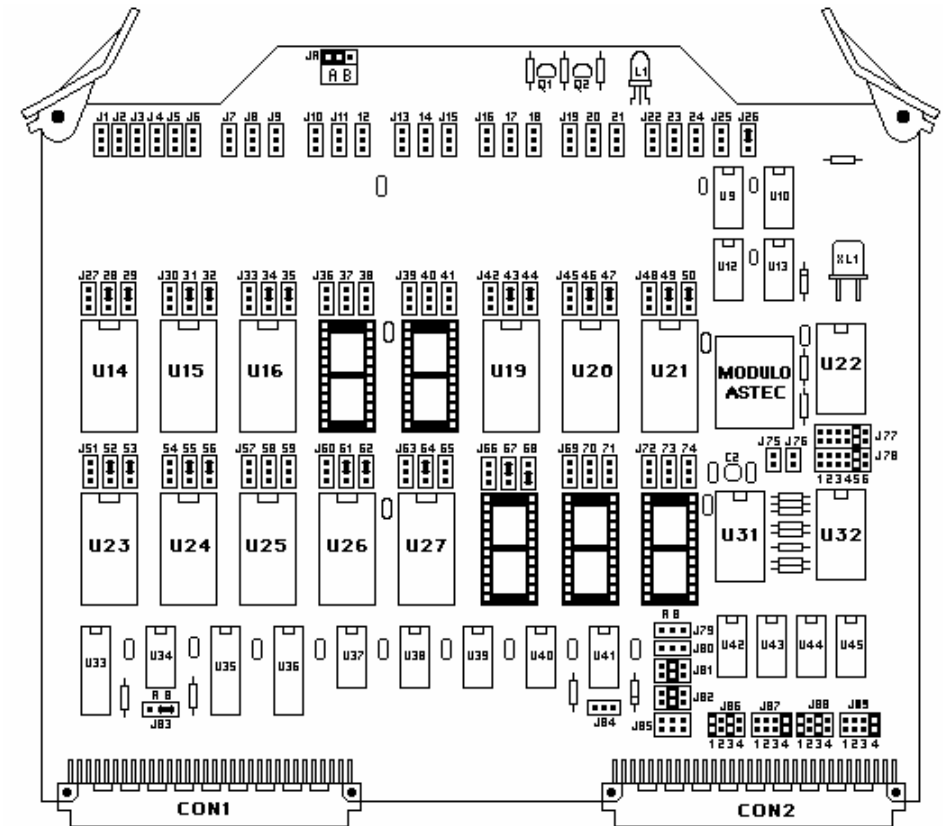 JA
A B
Q1 Q2 L1
J1 J2 J3 J4 J5 J6 J7 J8 J9 J10 J11 12 J13 14 J15 J16 17 18 J19 20 21 J22 23 24 J25 J26
U9 U10
U12 U13 XL1
J27 28 29 J30 31 32 J33 34 35 J36 37 38 J39 40 41 J42 43 44 J45 46 47 J48 49 50
U14 U15 U16 U19 U20 U21 MODULO ASTEC U22
J75 J76 J77
C2 J78
1 2 3 4 5 6
J51 52 53 54 55 56 J57 58 59 J60 61 62 J63 64 65 J66 67 68 J69 70 71 J72 73 74
U23 U24 U25 U26 U27 U31 U32
A B
J79
J80
J81
J82
J85
U33 U34 U35 U36 U37 U38 U39 U40 U41 U42 U43 U44 U45
A B
J83
J84
J86 J87 J88 J89
1 2 3 4 1 2 3 4 1 2 3 4 1 2 3 4
CON1 CON2